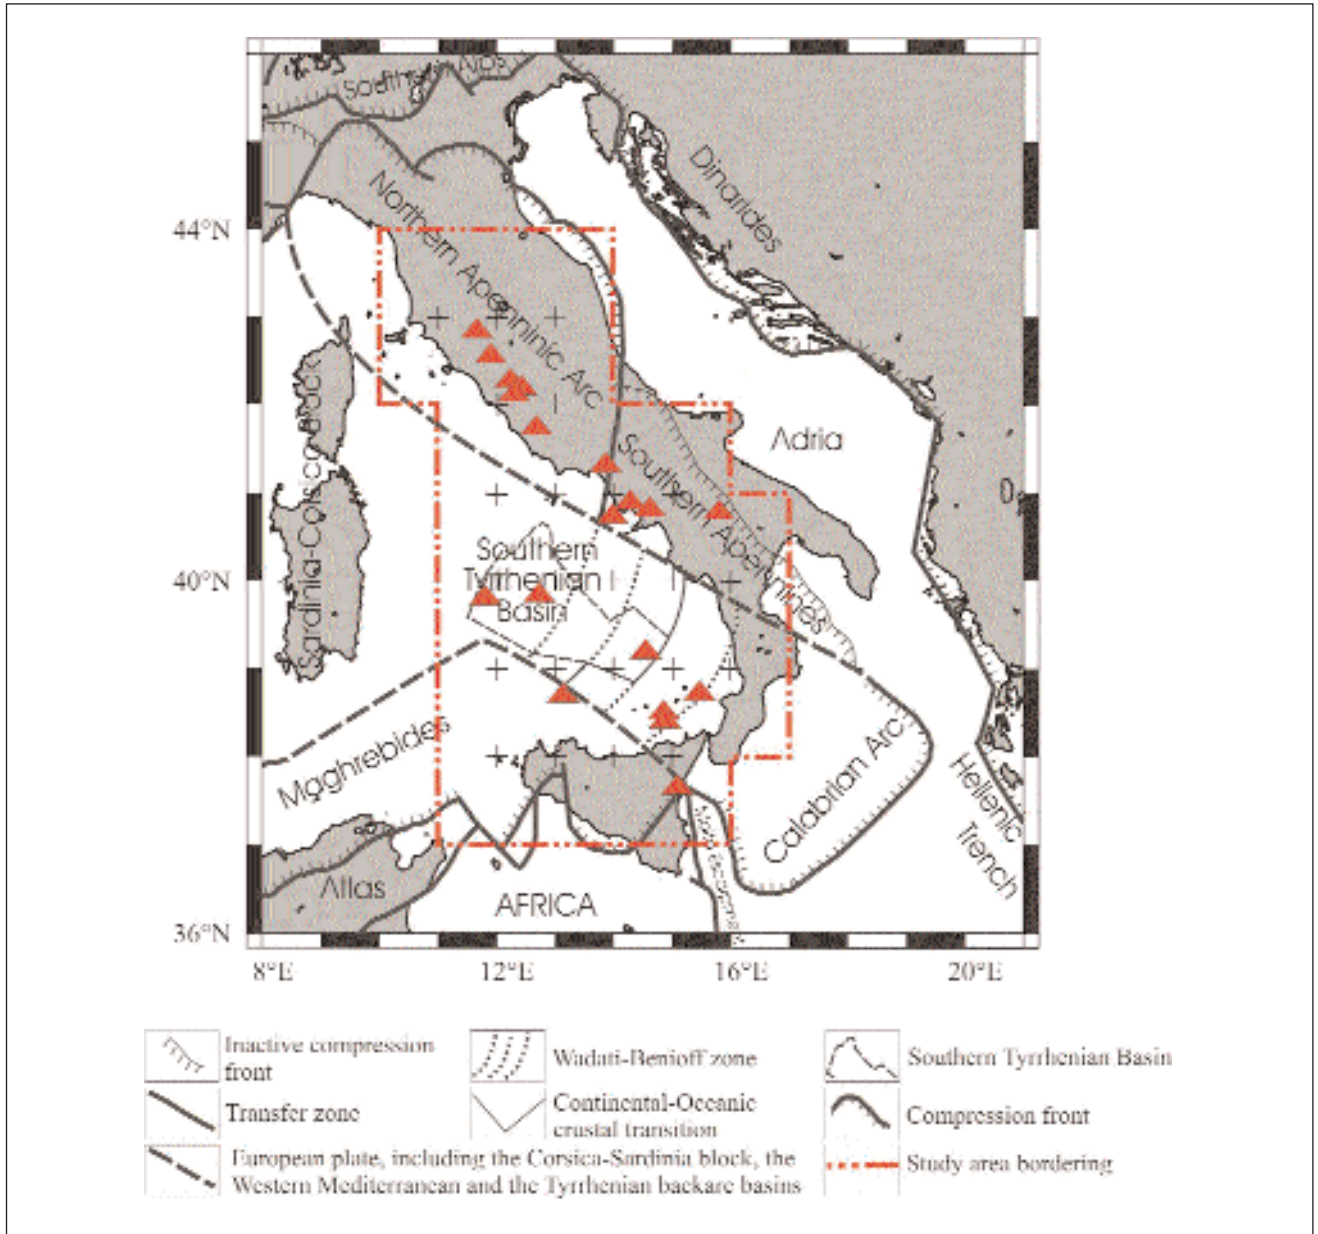 Southern Alps
Dinarides
Northern Apenninic Arc
44°N
Adria
Sardinia-Corsica Block
Southern Apennines
Southern
Tyrrhenian
Basin
40°N
Maghrebides
Calabrian Arc
Hellenic
Trench
Atlas
AFRICA
36°N
8°E
12°E
16°E
20°E
Inactive compression
front
Wadati-Benioff zone
Southern Tyrrhenian Basin
Transfer zone
Continental-Oceanic
crustal transition
Compression front
European plate, including the Corsica-Sardinia block, the
Western Mediterranean and the Tyrrhenian backarc basins
Study area bordering